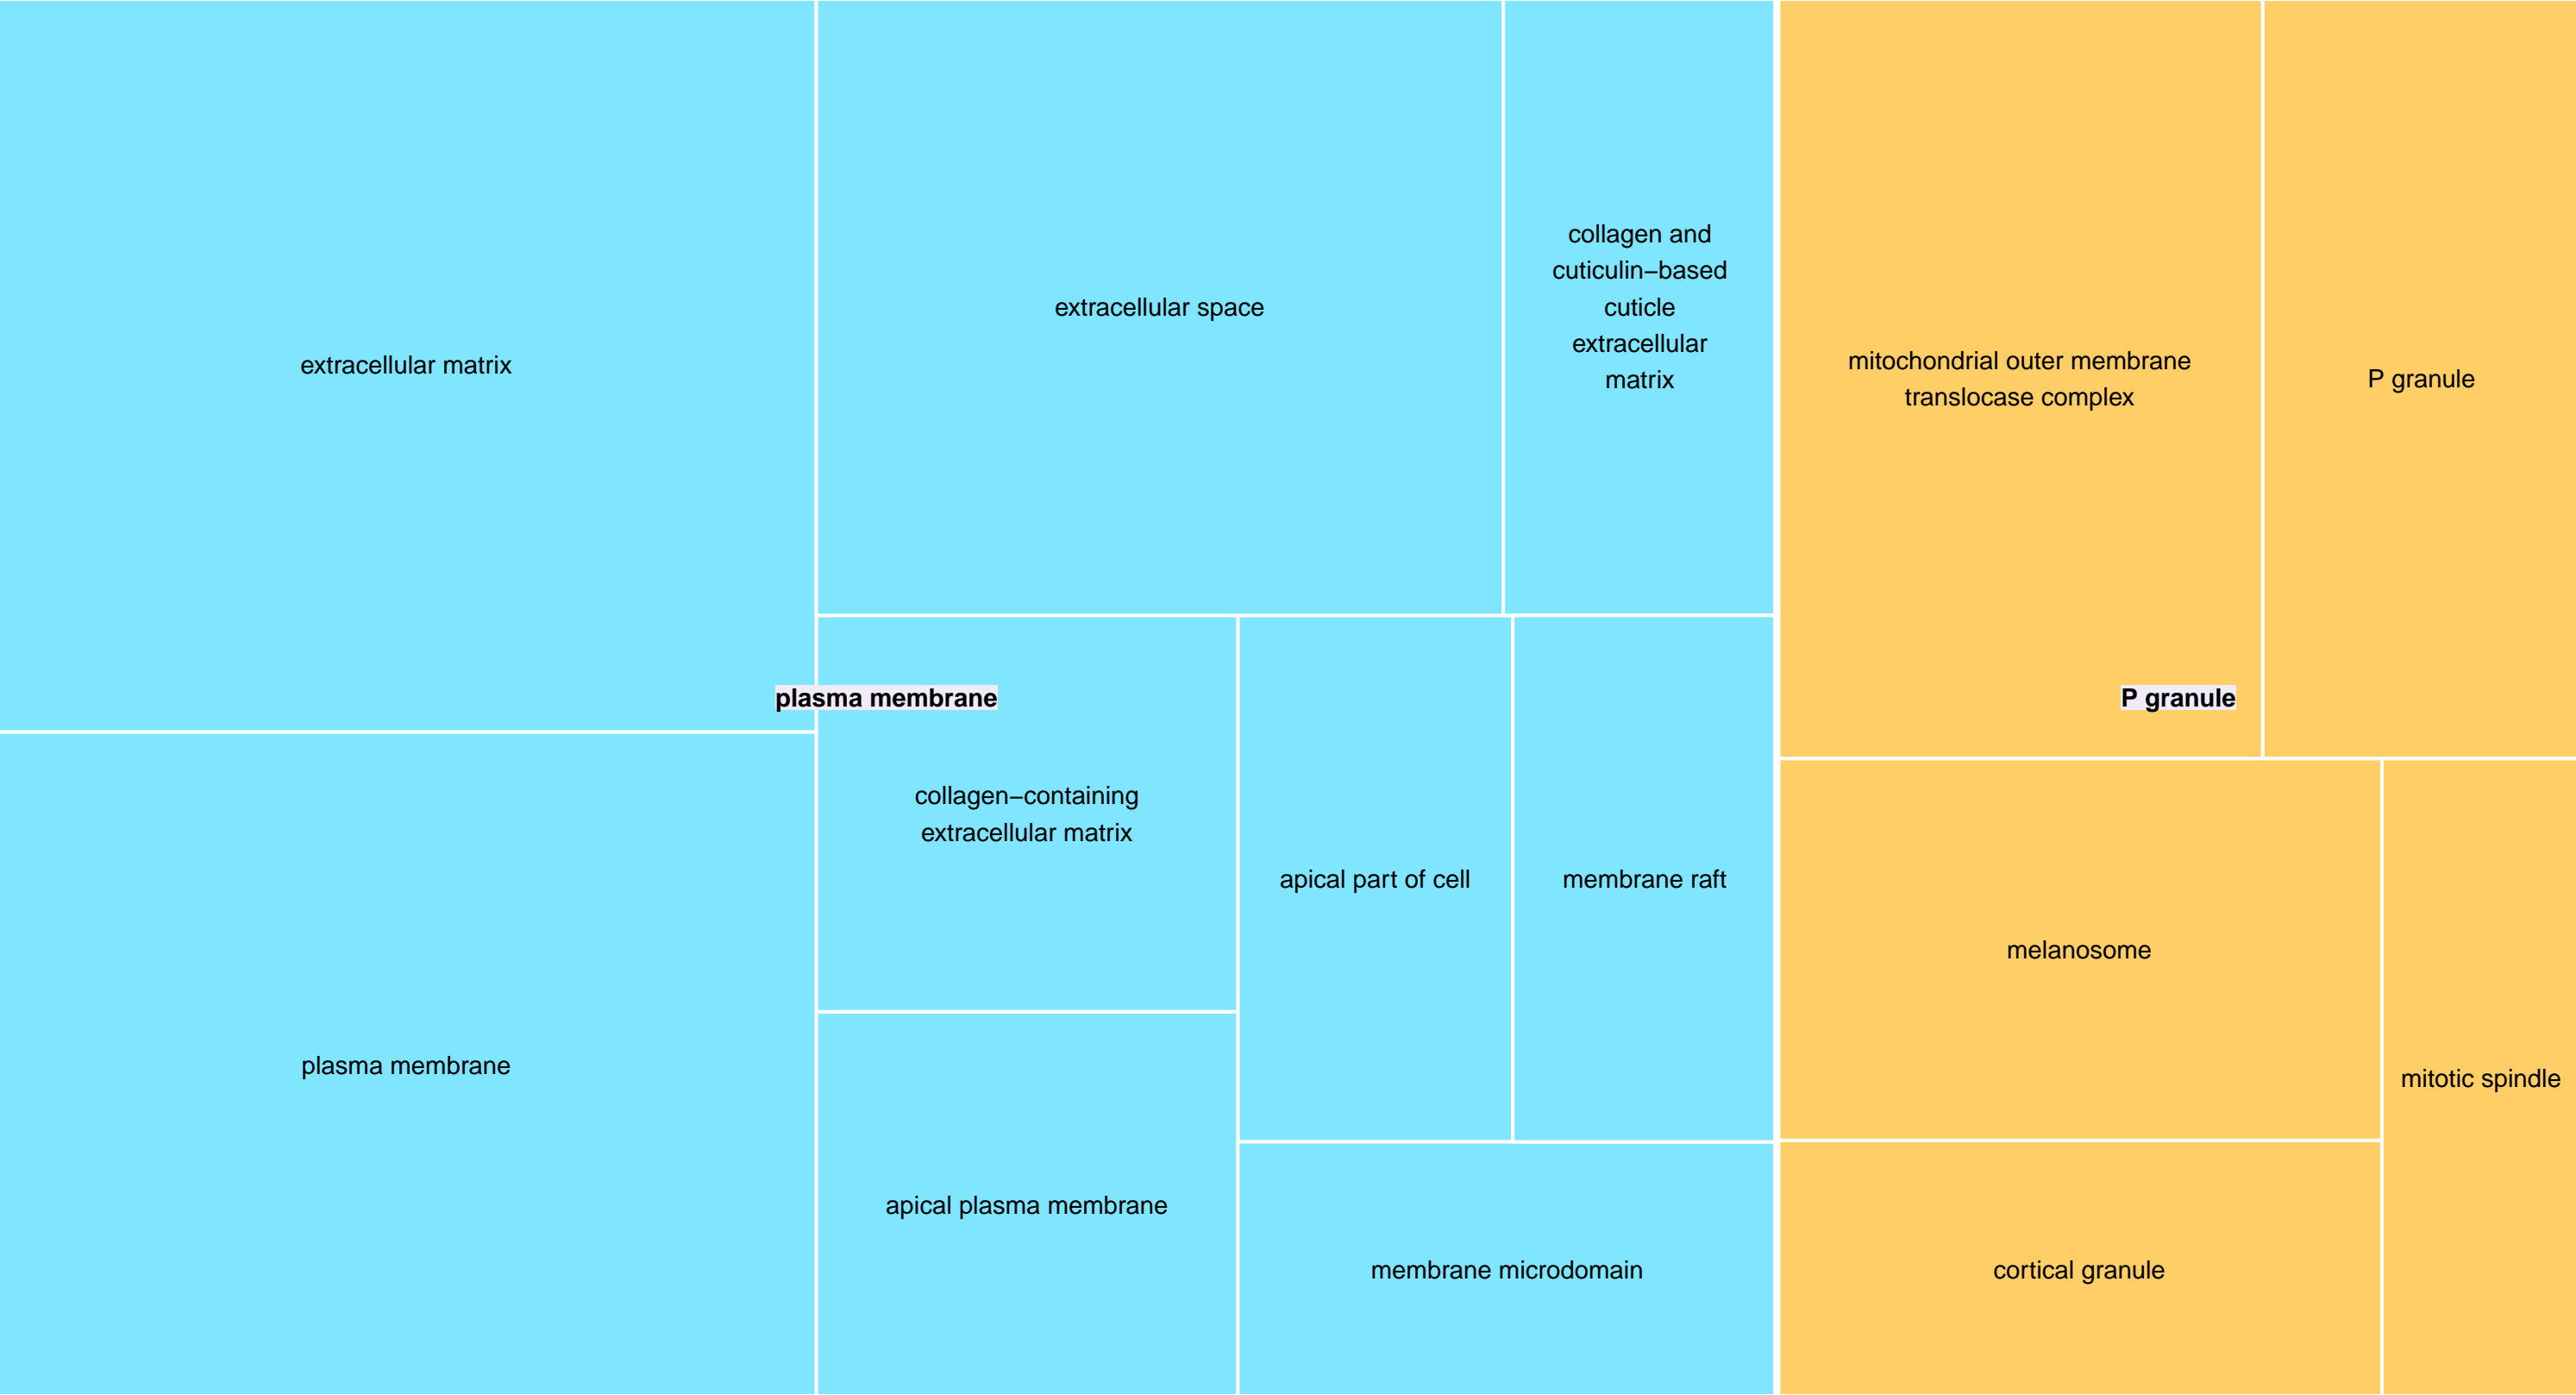 extracellular matrix
extracellular space
collagen and
cuticulin−based
cuticle
extracellular
matrix
mitochondrial outer membrane
translocase complex
P granule
plasma membrane
P granule
collagen−containing
extracellular matrix
apical part of cell
membrane raft
melanosome
plasma membrane
mitotic spindle
apical plasma membrane
membrane microdomain
cortical granule